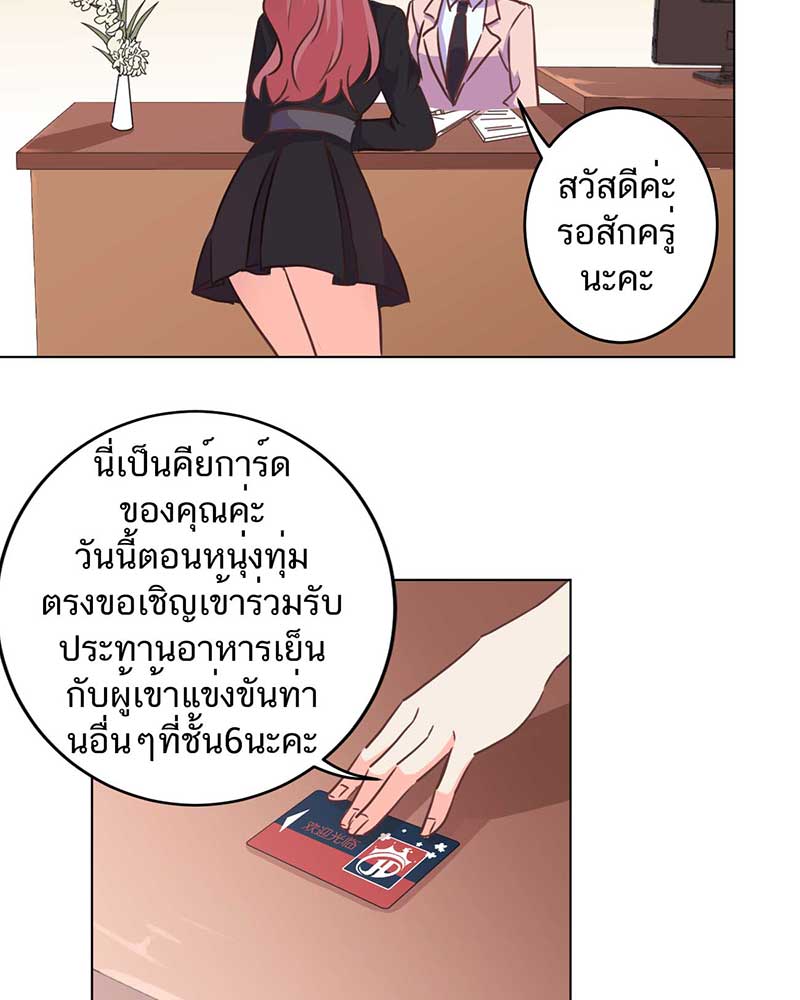 สวัสดีค่ะ
รอสักครู่
นะคะ
นี่เป็นคีย์การ์ด
ของคุณค่ะ
วันนี้ตอนหนุ่งทุ่ม
ตรงขอเชิญเข้าร่วมรับ
ประทานอาหารเย็น
กับผู้เข้าแข่งขันท่า
นอื่นๆที่ชั้น6นะคะ
欢迎光临